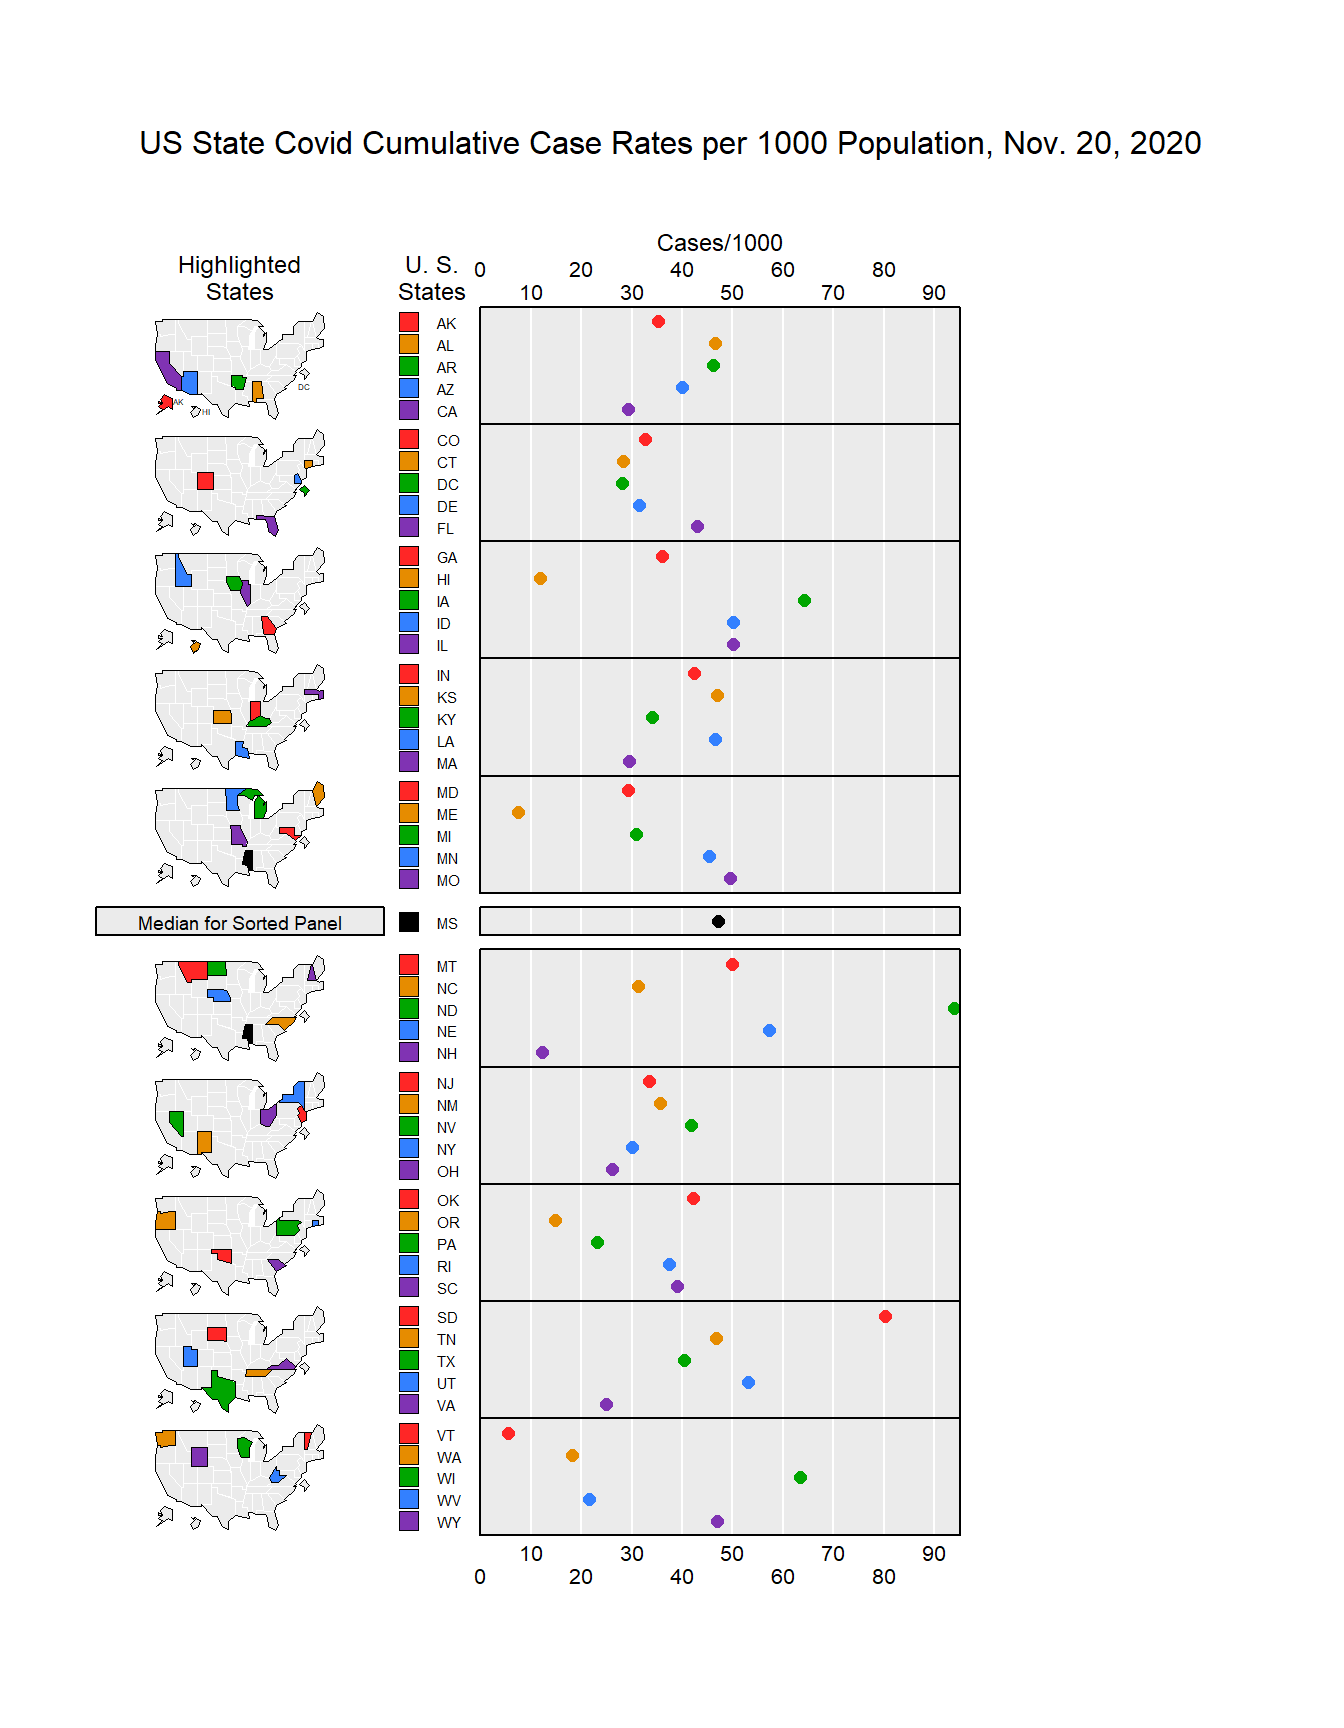 US State Covid Cumulative Case Rates per 1000 Population, Nov. 20, 2020
Highlighted
States
U. S.
States
Cases/1000
0 20 40 60 80
10 30 50 70 90
AK
HI
DC
AK
AL
AR
AZ
CA
CO
CT
DC
DE
FL
GA
HI
IA
ID
IL
IN
KS
KY
LA
MA
MD
ME
MI
MN
MO
Median for Sorted Panel
MS
MT
NC
ND
NE
NH
NJ
NM
NV
NY
OH
OK
OR
PA
RI
SC
SD
TN
TX
UT
VA
VT
WA
WI
WV
WY
10 30 50 70 90
0 20 40 60 80